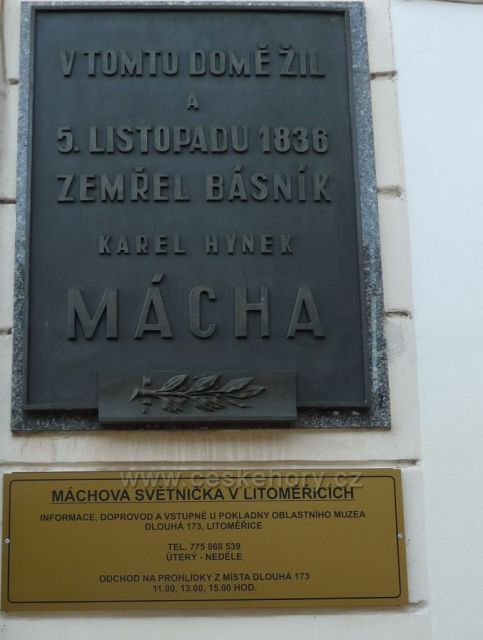 V TOMTO DOMĚ ŽIL
A
5. LISTOPADU 1836
ZEMŘEL BÁSNÍK
KAREL HYNEK
MÁCHA
www.ceskehory.cz
MÁCHOVA SVĚTNIČKA V LITOMĚŘICÍCH
INFORMACE, DOPROVOD A VSTUPNÉ U POKLADNY OBLASTNÍHO MUZEA
DLOUHÁ 173, LITOMĚŘICE
TEL. 775 868 539
ÚTERÝ - NEDĚLE
ODCHOD NA PROHLÍDKY Z MÍSTA DLOUHÁ 173
11.00, 13.00, 15.00 HOD.